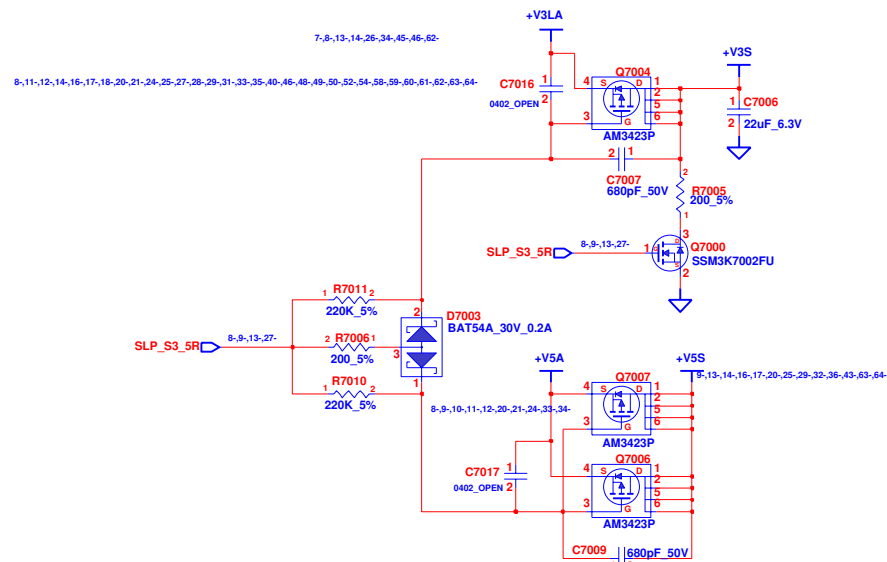 +V3LA
7-,8-,13-,14-,26-,34-,45-,46-,62-
Q7004
+V3S
8-,11-,12-,14-,16-,17-,18-,20-,21-,24-,25-,27-,28-,29-,31-,33-,35-,40-,46-,48-,49-,50-,52-,54-,58-,59-,60-,61-,62-,63-,64-
C7016
1
2
0402_OPEN
4
S
D
1
2
5
6
3
G
AM3423P
1
C7006
2
22uF_6.3V
2
1
C7007
680pF_50V
2
R7005
200_5%
1
3
Q7000
SLP_S3_5R
8-,9-,13-,27-
1
G
D
S
SSM3K7002FU
2
R7011
1
2
220K_5%
2
D7003
BAT54A_30V_0.2A
SLP_S3_5R
8-,9-,13-,27-
2
R7006
1
200_5%
3
R7010
1
2
220K_5%
1
+V5A
Q7007
+V5S
9-,13-,14-,16-,17-,20-,25-,29-,32-,36-,43-,63-,64-
4
S
D
1
2
5
6
8-,9-,10-,11-,12-,20-,21-,24-,33-,34-
3
G
AM3423P
Q7006
C7017
1
2
0402_OPEN
4
S
D
1
2
5
6
3
G
AM3423P
C7009
680pF_50V